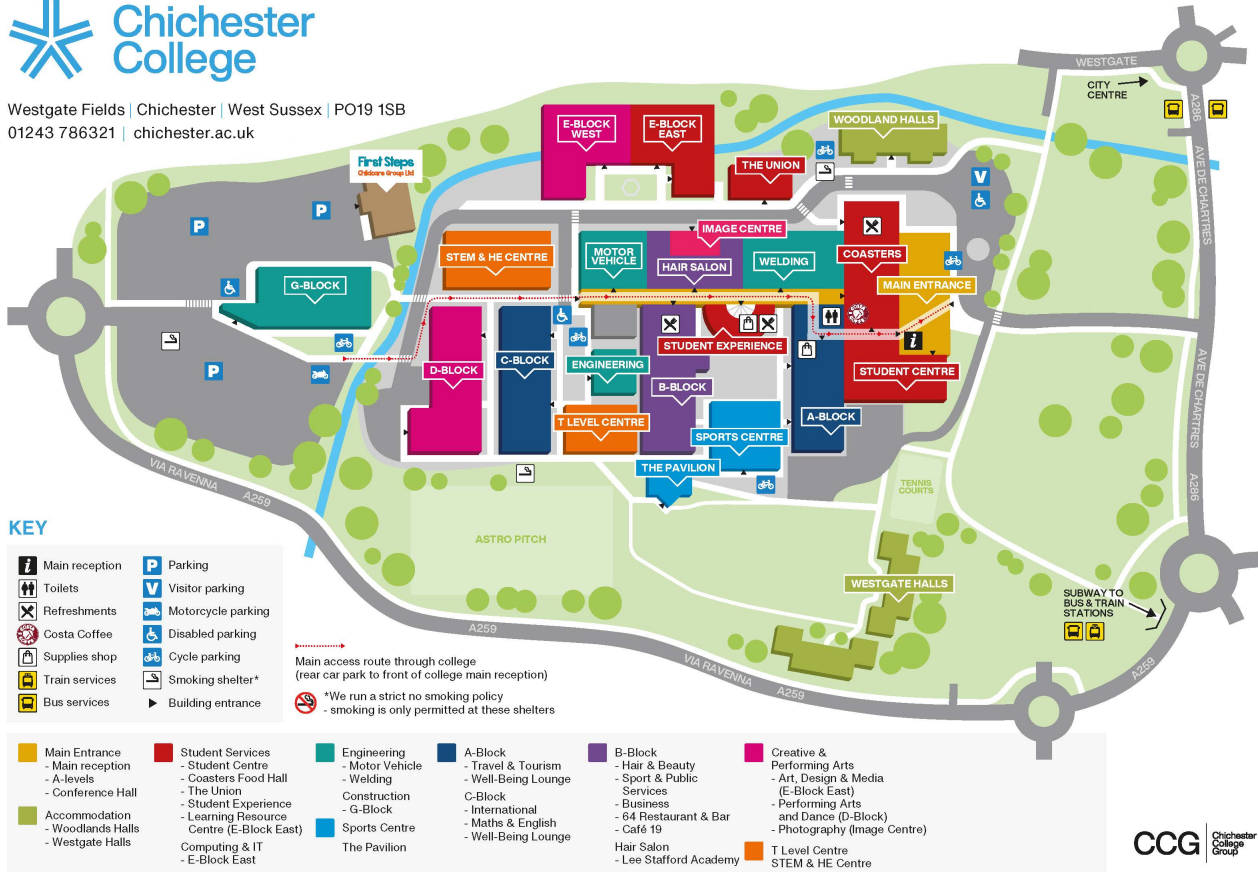 Chichester
College
Westgate Fields | Chichester | West Sussex | PO19 1SB
01243 786321 | chichester.ac.uk
WESTGATE
CITY
CENTRE
A286
AVE DE CHARTRES
AVE DE CHARTRES
A286
First Steps
Childcare Group Ltd
E-BLOCK
WEST
E-BLOCK
EAST
WOODLAND HALLS
THE UNION
P
P
V
IMAGE CENTRE
STEM & HE CENTRE
MOTOR
VEHICLE
HAIR SALON
WELDING
COASTERS
G-BLOCK
MAIN ENTRANCE
STUDENT EXPERIENCE
i
P
D-BLOCK
C-BLOCK
ENGINEERING
B-BLOCK
STUDENT CENTRE
T LEVEL CENTRE
SPORTS CENTRE
A-BLOCK
THE PAVILION
VIA RAVENNA
A259
TENNIS
COURTS
ASTRO PITCH
WESTGATE HALLS
SUBWAY TO
BUS & TRAIN
STATIONS
A259
VIA RAVENNA
A259
A259
KEY
i Main reception
Toilets
Refreshments
Costa Coffee
Supplies shop
Train services
Bus services
P Parking
V Visitor parking
Motorcycle parking
Disabled parking
Cycle parking
Smoking shelter*
Building entrance
Main access route through college
(rear car park to front of college main reception)
*We run a strict no smoking policy
- smoking is only permitted at these shelters
Main Entrance
- Main reception
- A-levels
- Conference Hall
Accommodation
- Woodlands Halls
- Westgate Halls
Student Services
- Student Centre
- Coasters Food Hall
- The Union
- Student Experience
- Learning Resource
Centre (E-Block East)
Computing & IT
- E-Block East
Engineering
- Motor Vehicle
- Welding
Construction
- G-Block
Sports Centre
The Pavilion
A-Block
- Travel & Tourism
- Well-Being Lounge
C-Block
- International
- Maths & English
- Well-Being Lounge
B-Block
- Hair & Beauty
- Sport & Public
Services
- Business
- 64 Restaurant & Bar
- Café 19
Hair Salon
- Lee Stafford Academy
Creative &
Performing Arts
- Art, Design & Media
(E-Block East)
- Performing Arts
and Dance (D-Block)
- Photography (Image Centre)
T Level Centre
STEM & HE Centre
CCG
Chichester
College
Group